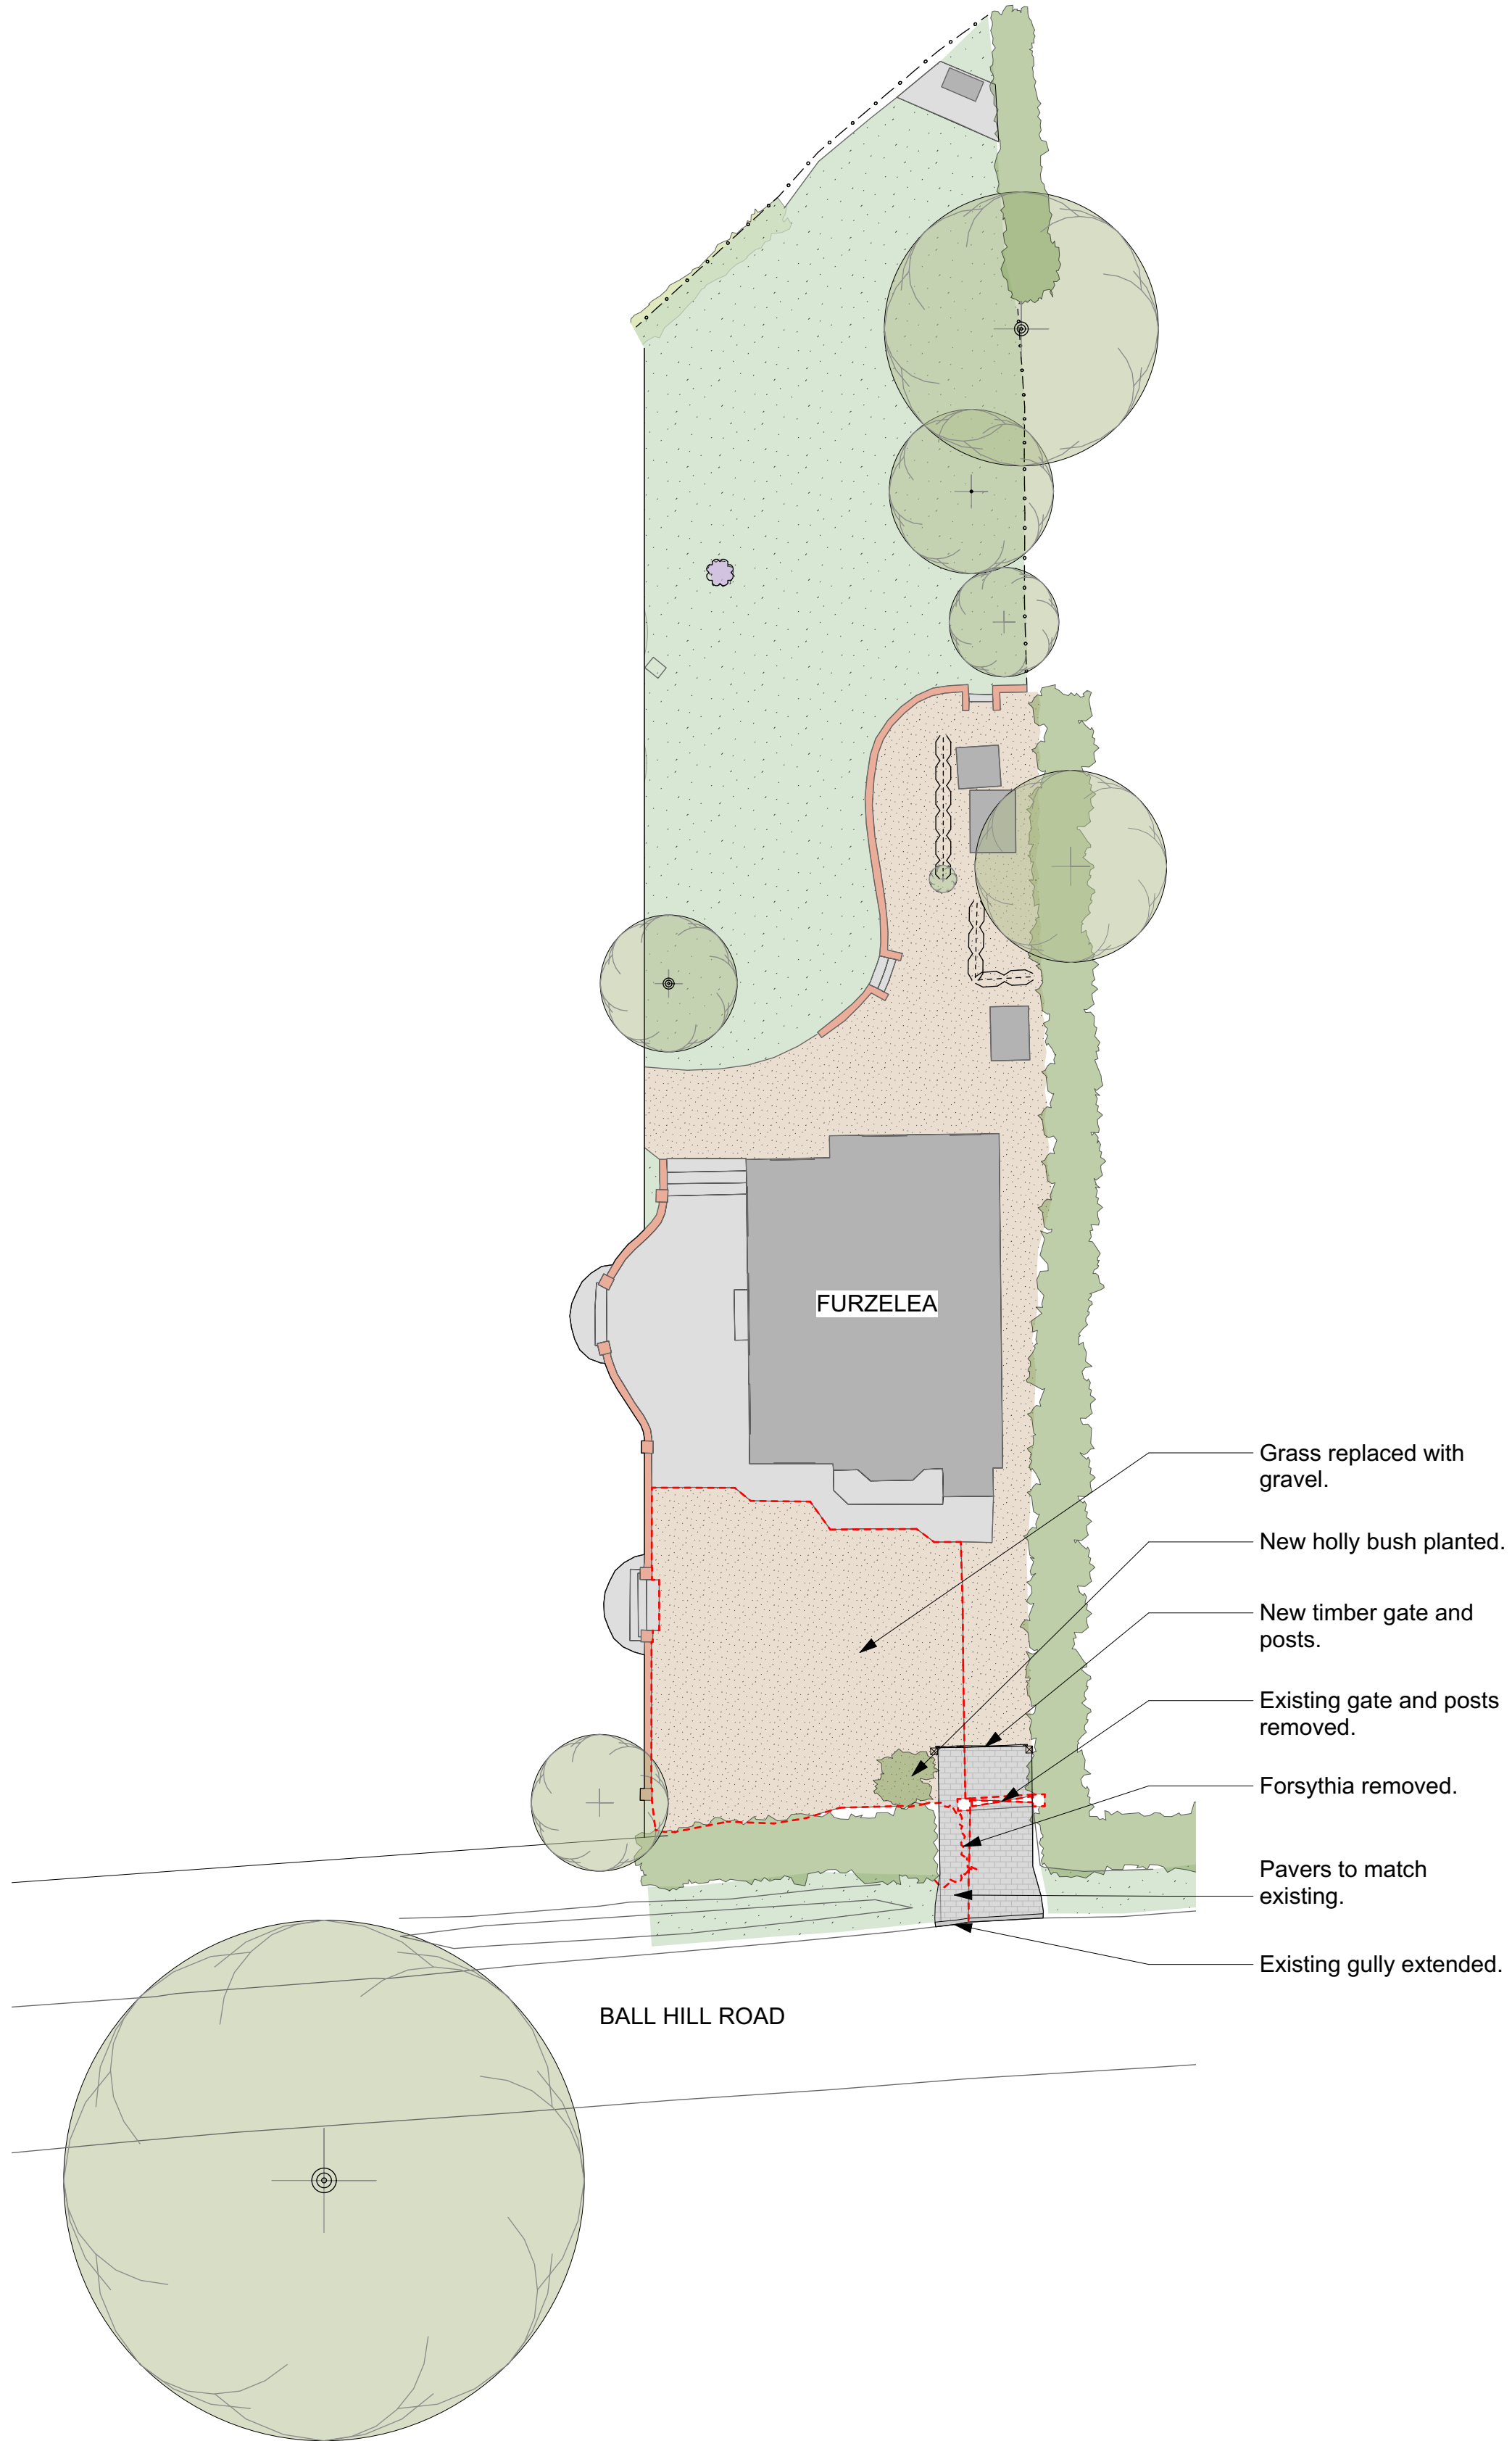 FURZELEA
Grass replaced with
gravel.
New holly bush planted.
New timber gate and
posts.
Existing gate and posts
removed.
Forsythia removed.
Pavers to match
existing.
Existing gully extended.
BALL HILL ROAD